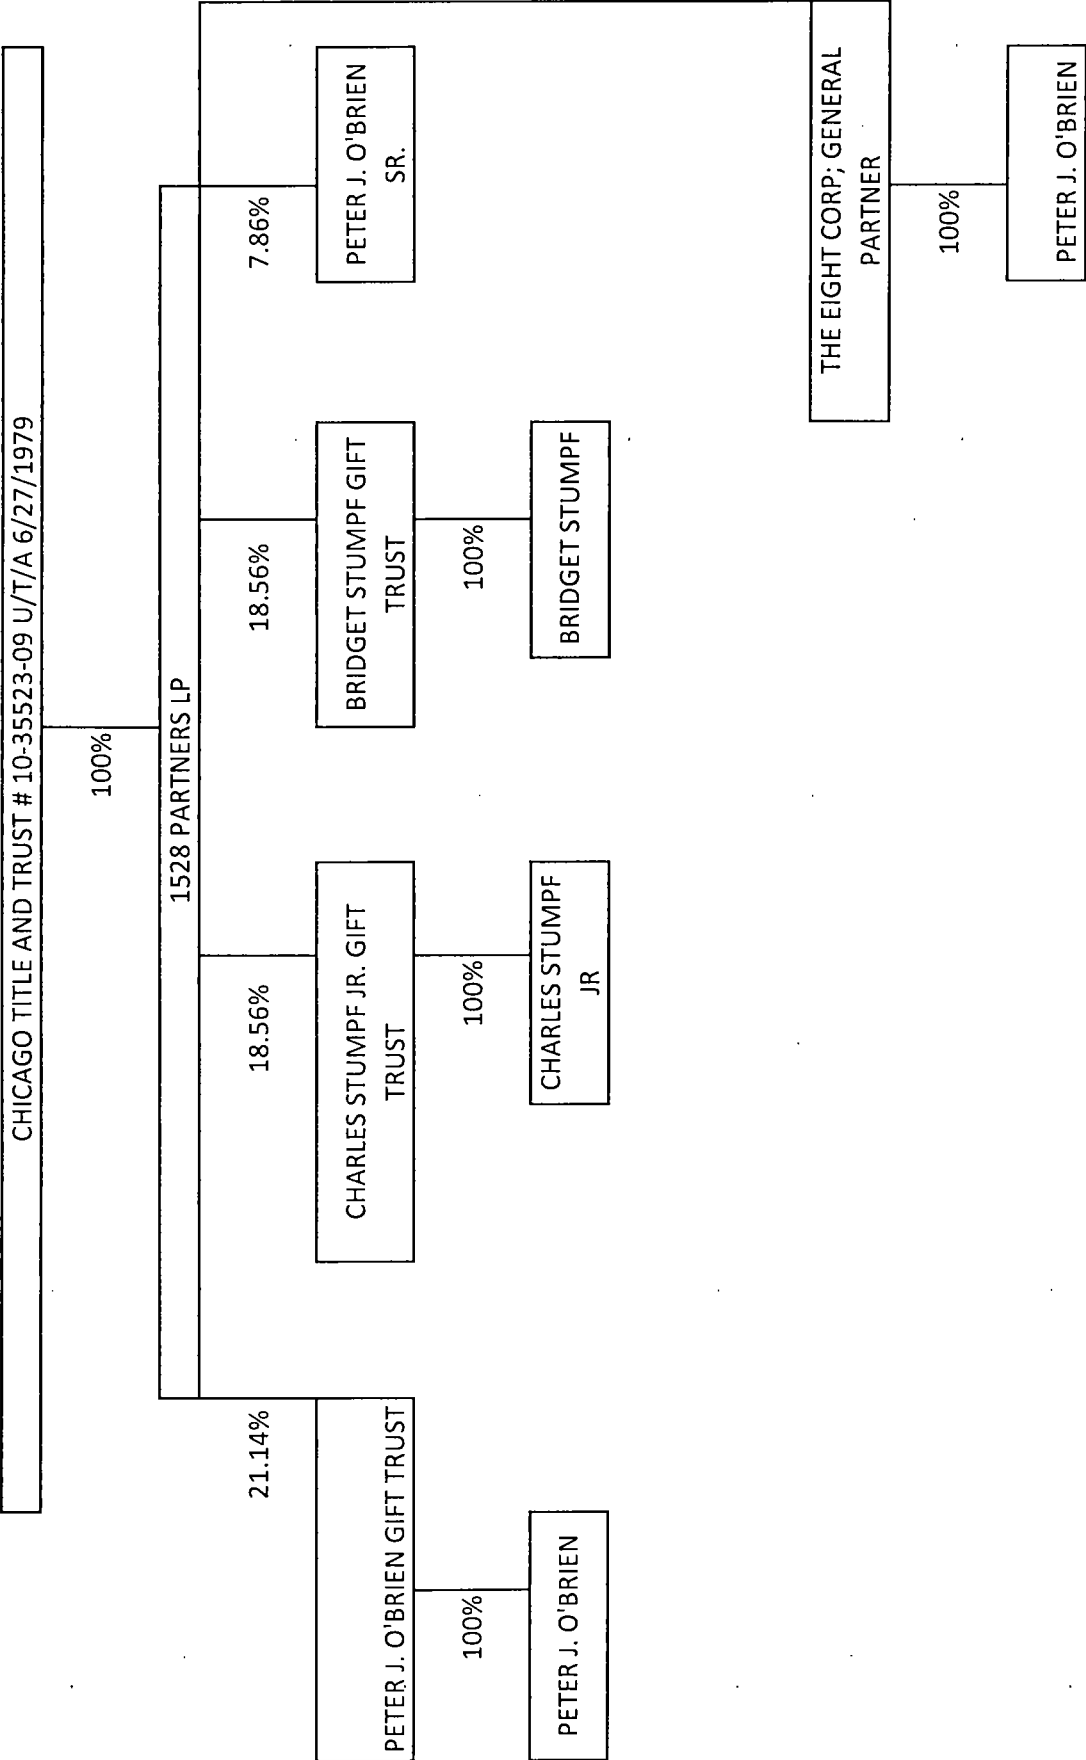 CHICAGO TITLE AND TRUST # 10-35523-09 U/T/A 6/27/1979
100%
1528 PARTNERS LP
21.14%
18.56%
18.56%
7.86%
PETER J. O'BRIEN GIFT TRUST
CHARLES STUMPF JR. GIFT
TRUST
BRIDGET STUMPF GIFT
TRUST
PETER J. O'BRIEN
SR.
100%
100%
100%
PETER J. O'BRIEN
CHARLES STUMPF
JR
BRIDGET STUMPF
THE EIGHT CORP; GENERAL
PARTNER
100%
PETER J. O'BRIEN